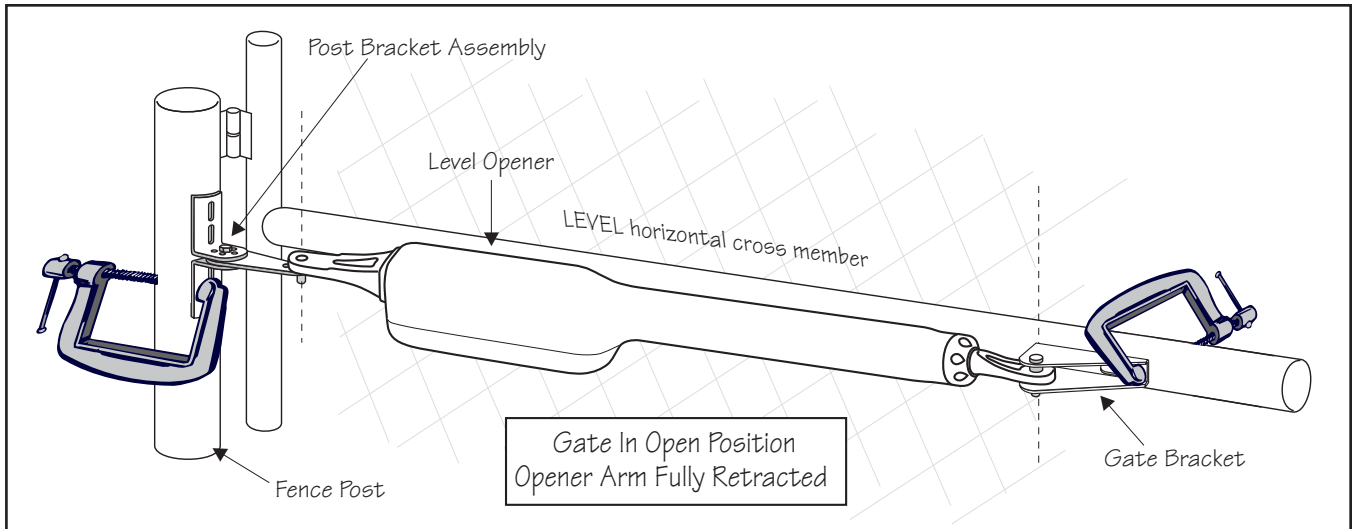 Post Bracket Assembly
Level Opener
LEVEL horizontal cross member
Gate In Open Position
Opener Arm Fully Retracted
Gate Bracket
Fence Post